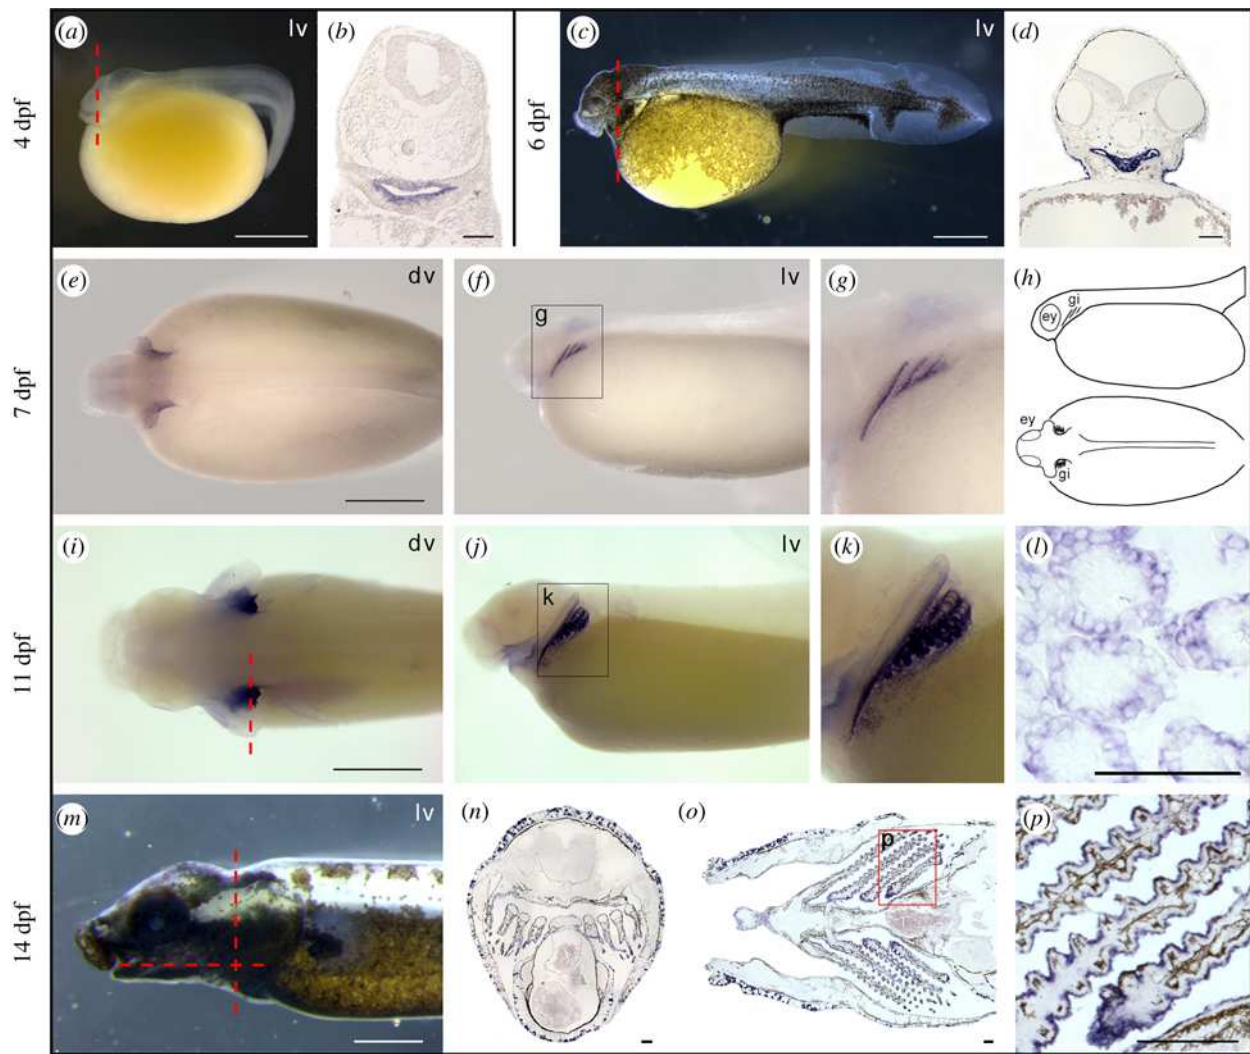 (a)
lv
(b)
(c)
lv
(d)
4 dpf
6 dpf
(e)
dv
(f)
lv
g
(g)
(h)
ey
gi
ey
gi
7 dpf
(i)
dv
(j)
lv
k
(k)
(l)
11 dpf
(m)
lv
(n)
(o)
p
(p)
14 dpf